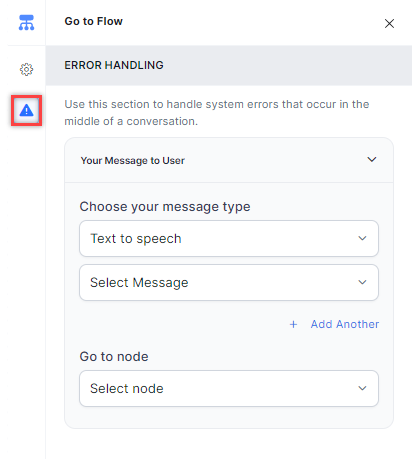 Go to Flow
ERROR HANDLING
Use this section to handle system errors that occur in the
middle of a conversation.
Your Message to User
Choose your message type
Text to speech
Select Message
+ Add Another
Go to node
Select node